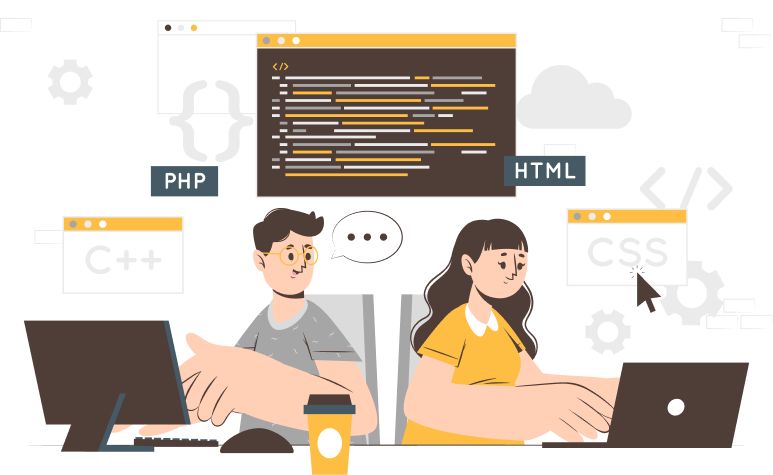 </>
{ }
PHP
HTML
</>
C++
CSS